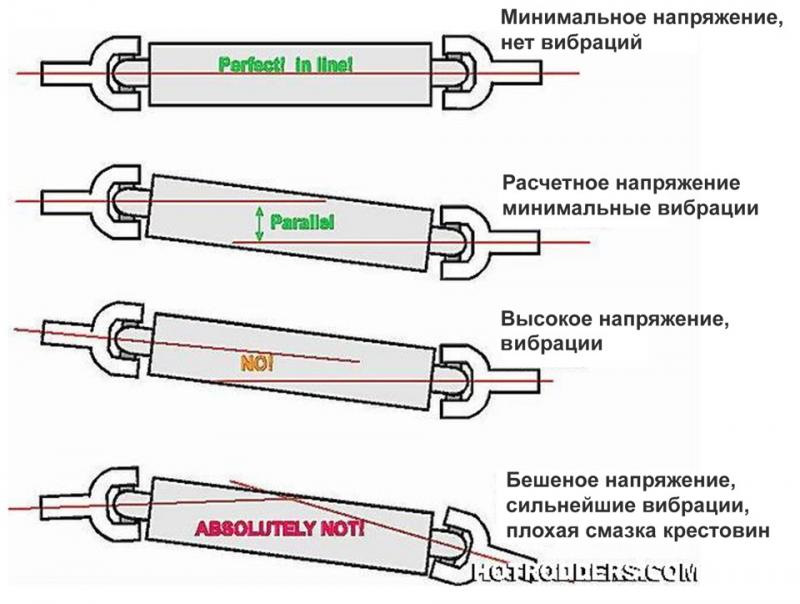 Минимальное напряжение,
нет вибраций
Perfect! in line!
Расчетное напряжение
минимальные вибрации
Parallel
Высокое напряжение,
вибрации
NO!
Бешеное напряжение,
сильнейшие вибрации,
плохая смазка крестовин
ABSOLUTELY NOT!
HOTRODDERS.COM